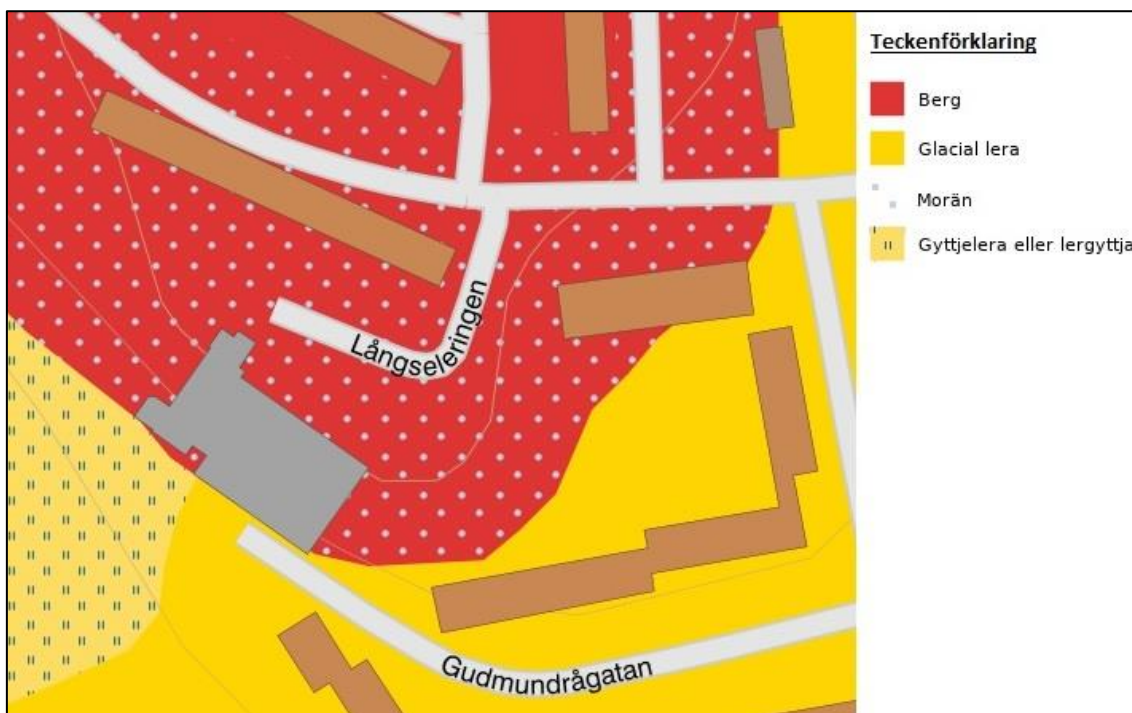 Långseleringen
Gudmundrågatan
Teckenförklaring
Berg
Glacial lera
Morän
Gyttjelera eller lergyttja